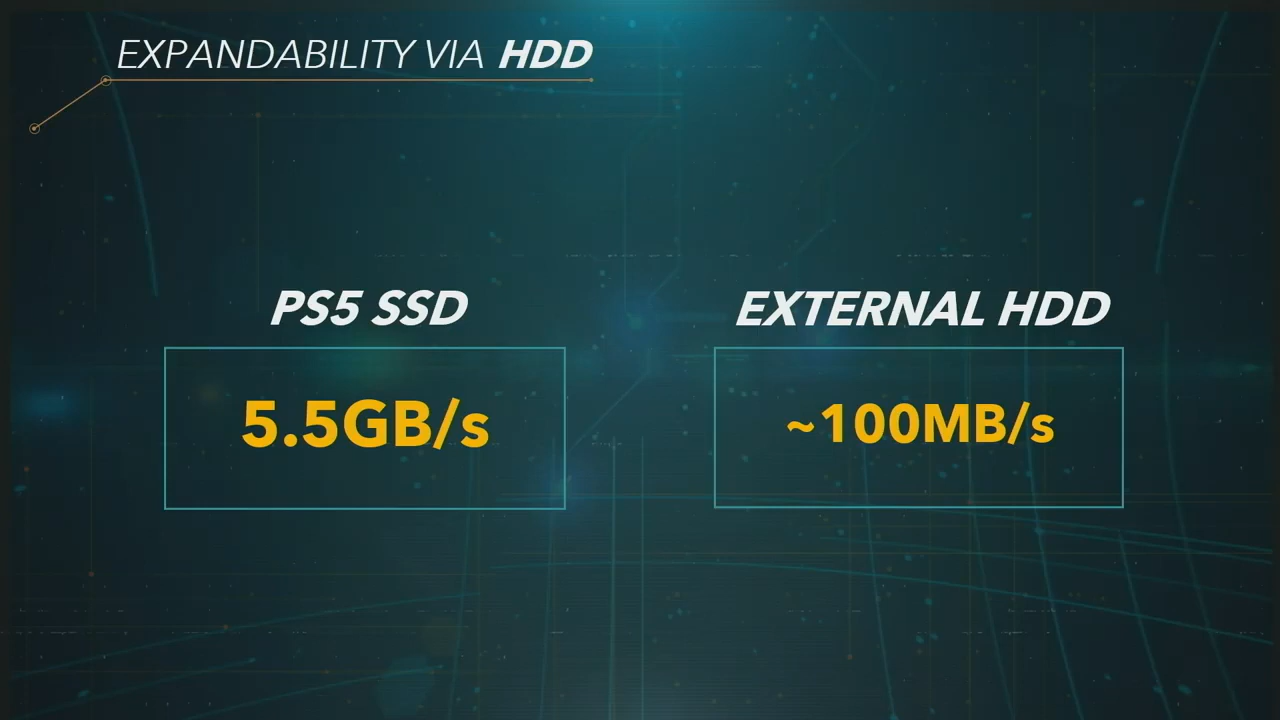 EXPANDABILITY VIA HDD
PS5 SSD
5.5GB/s
EXTERNAL HDD
~100MB/s